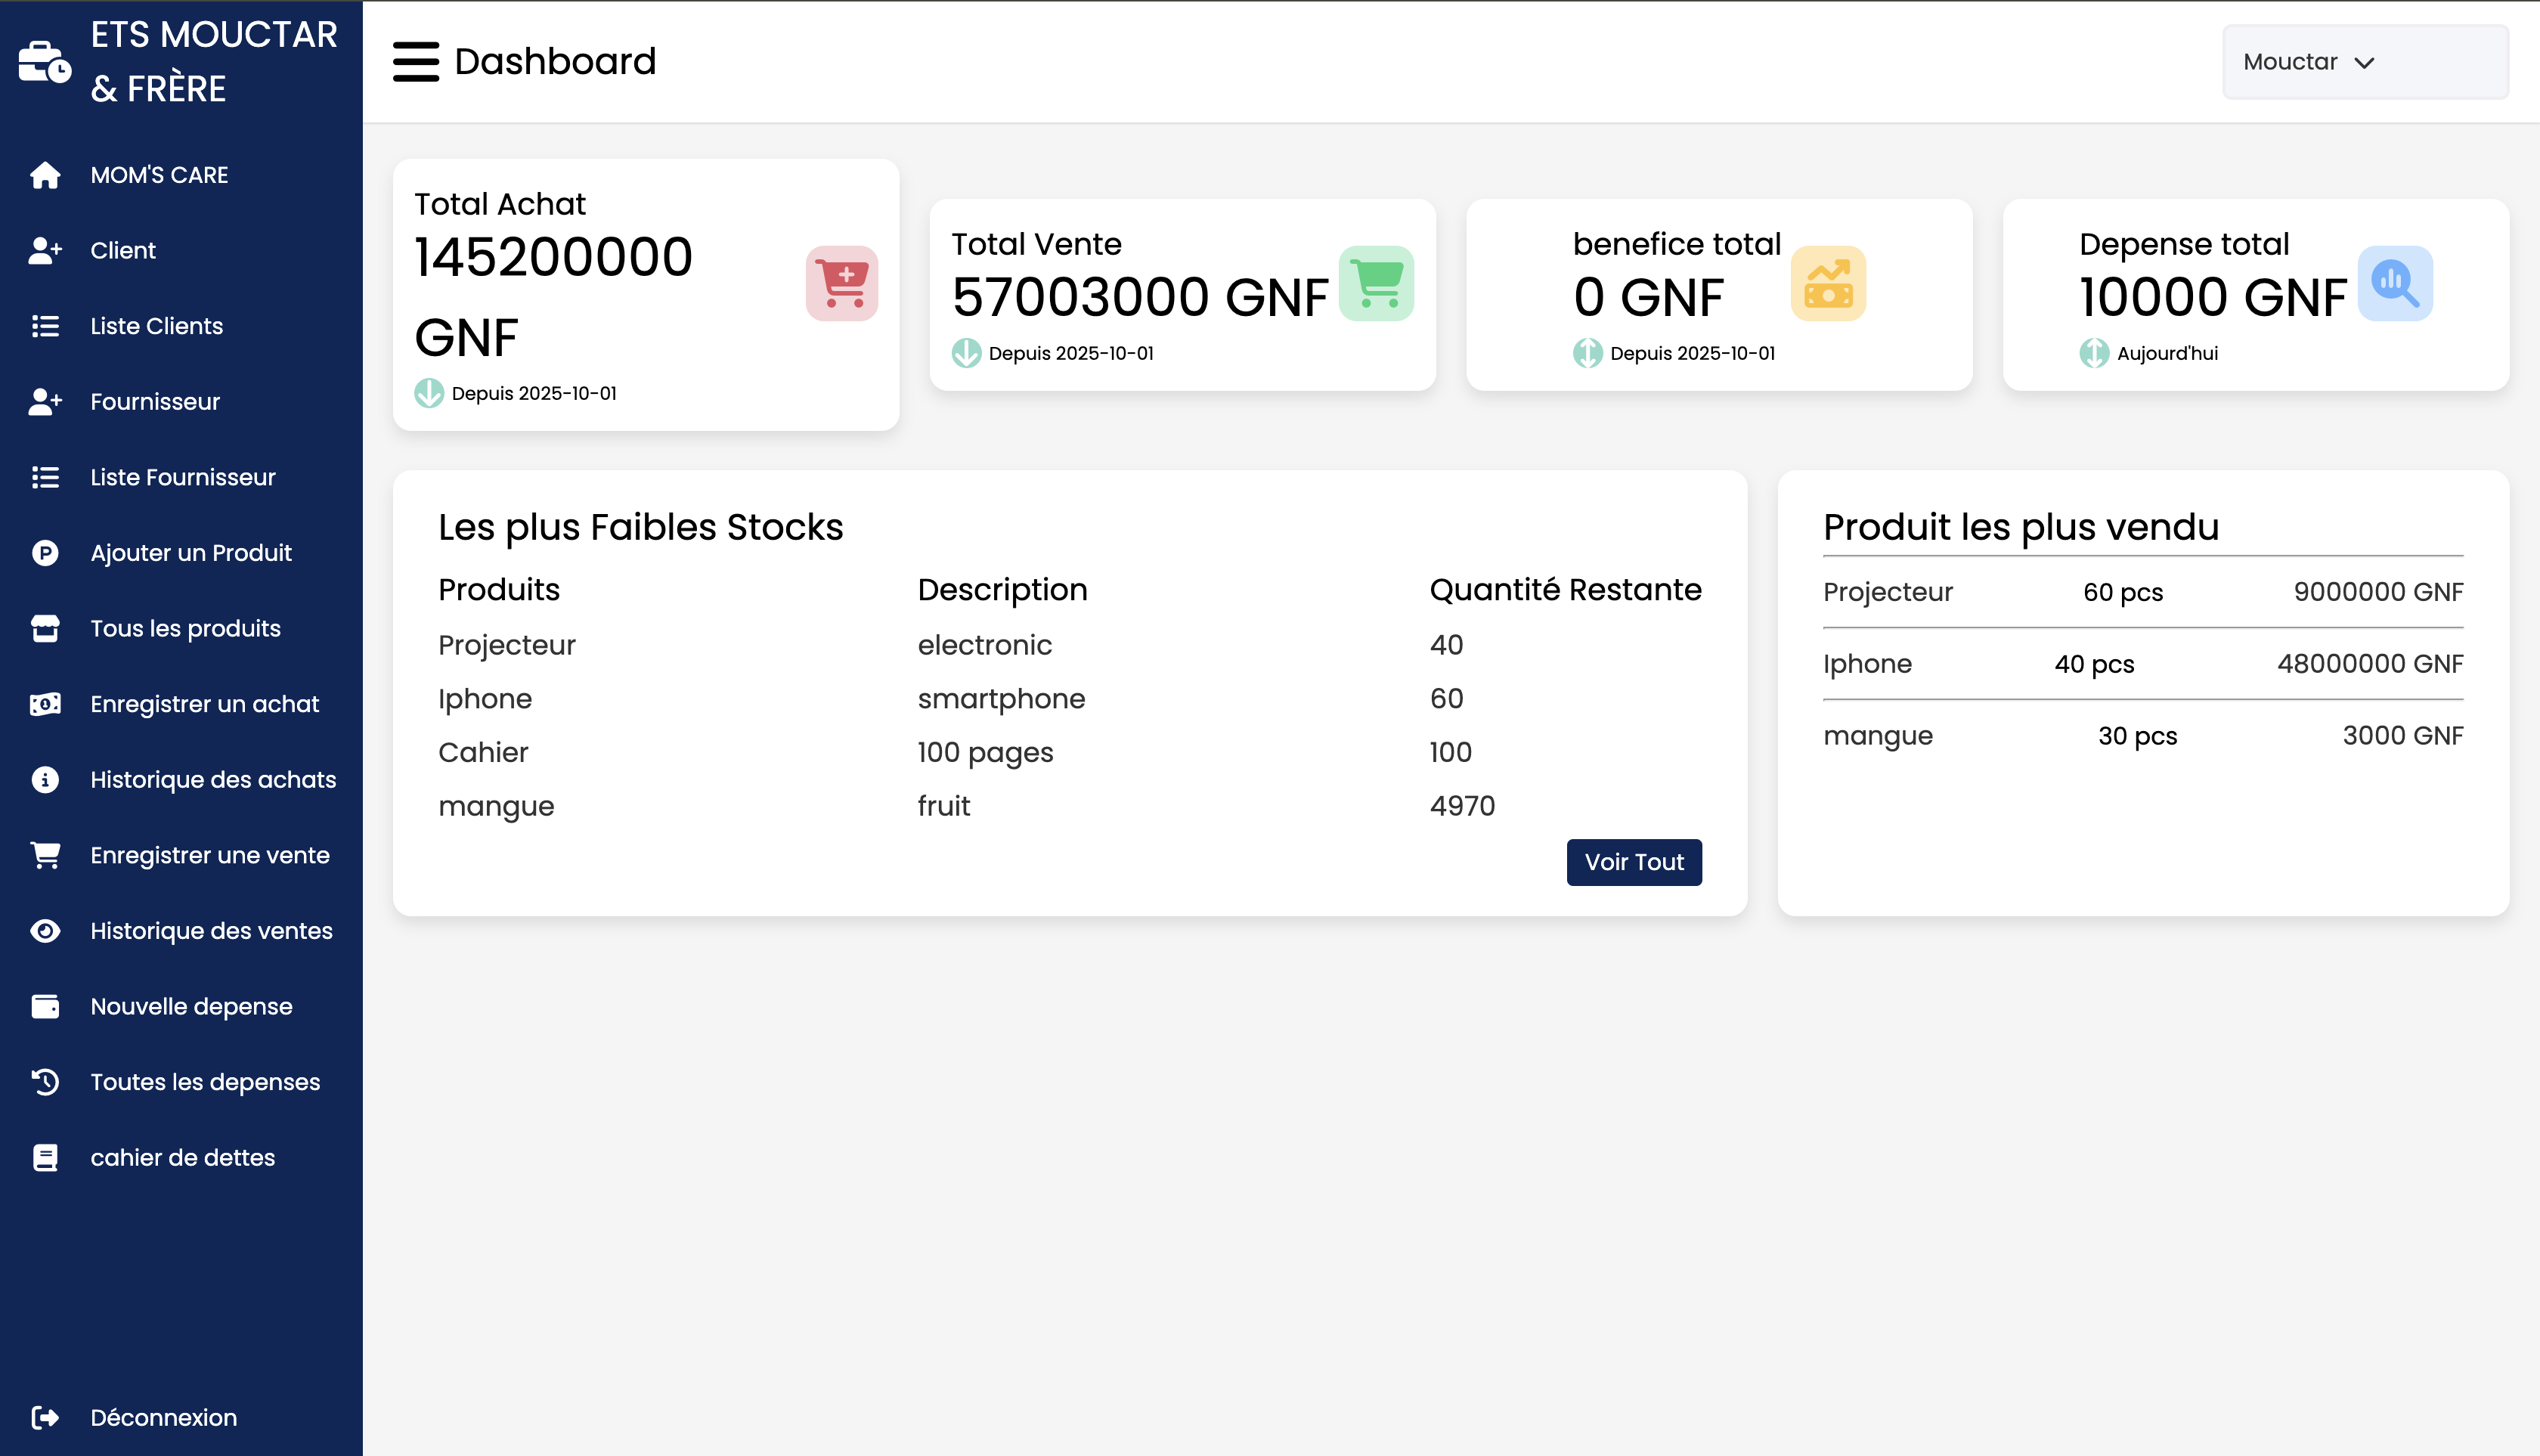 ETS MOUCTAR
& FRÈRE
MOM'S CARE
Client
Liste Clients
Fournisseur
Liste Fournisseur
Ajouter un Produit
Tous les produits
Enregistrer un achat
Historique des achats
Enregistrer une vente
Historique des ventes
Nouvelle depense
Toutes les depenses
cahier de dettes
Déconnexion
Dashboard
Mouctar
Total Achat
145200000
GNF
Depuis 2025-10-01
Total Vente
57003000 GNF
Depuis 2025-10-01
benefice total
0 GNF
Depuis 2025-10-01
Depense total
10000 GNF
Aujourd'hui
Les plus Faibles Stocks
Produits Description Quantité Restante
Projecteur electronic 40
Iphone smartphone 60
Cahier 100 pages 100
mangue fruit 4970
Voir Tout
Produit les plus vendu
Projecteur 60 pcs 9000000 GNF
Iphone 40 pcs 48000000 GNF
mangue 30 pcs 3000 GNF